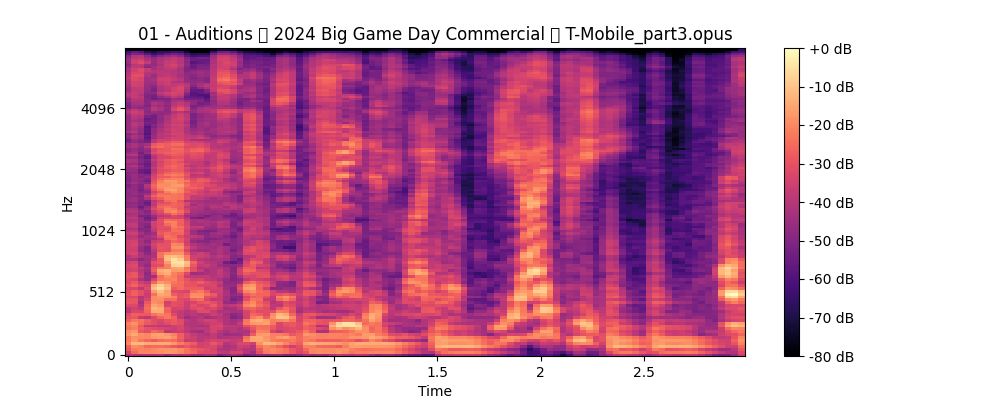 01 - Auditions 、 2024 Big Game Day Commercial 、 T-Mobile_part3.opus
4096
2048
1024
512
0
Hz
0 0.5 1 1.5 2 2.5
Time
+0 dB
-10 dB
-20 dB
-30 dB
-40 dB
-50 dB
-60 dB
-70 dB
-80 dB